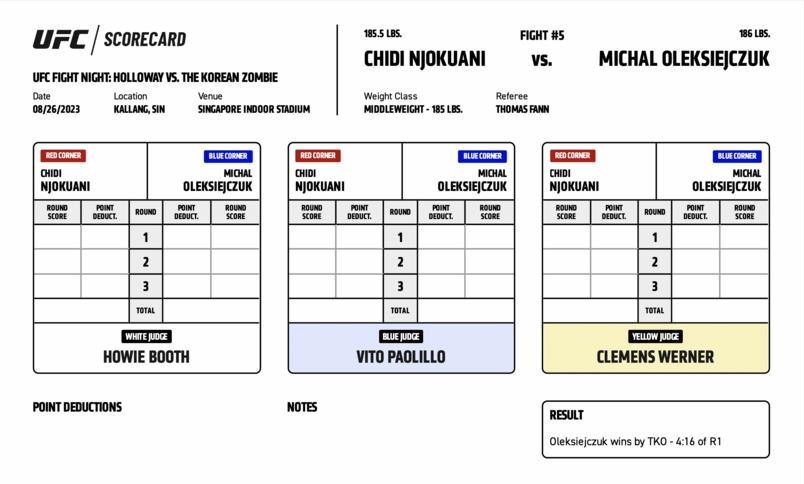 UFC / SCORECARD
UFC FIGHT NIGHT: HOLLOWAY VS. THE KOREAN ZOMBIE
Date Location Venue
08/26/2023 KALLANG, SIN SINGAPORE INDOOR STADIUM
185.5 LBS. FIGHT #5 186 LBS.
CHIDI NJOKUANI VS. MICHAL OLEKSIEJCZUK
Weight Class Referee
MIDDLEWEIGHT - 185 LBS. THOMAS FANN
RED CORNER BLUE CORNER
CHIDI MICHAL
NJOKUANI OLEKSIEJCZUK
ROUND POINT ROUND POINT ROUND
SCORE DEDUCT. DEDUCT. SCORE
1
2
3
TOTAL
WHITE JUDGE
HOWIE BOOTH
RED CORNER BLUE CORNER
CHIDI MICHAL
NJOKUANI OLEKSIEJCZUK
ROUND POINT ROUND POINT ROUND
SCORE DEDUCT. DEDUCT. SCORE
1
2
3
TOTAL
BLUE JUDGE
VITO PAOLILLO
RED CORNER BLUE CORNER
CHIDI MICHAL
NJOKUANI OLEKSIEJCZUK
ROUND POINT ROUND POINT ROUND
SCORE DEDUCT. DEDUCT. SCORE
1
2
3
TOTAL
YELLOW JUDGE
CLEMENS WERNER
POINT DEDUCTIONS
NOTES
RESULT
Oleksiejczuk wins by TKO - 4:16 of R1